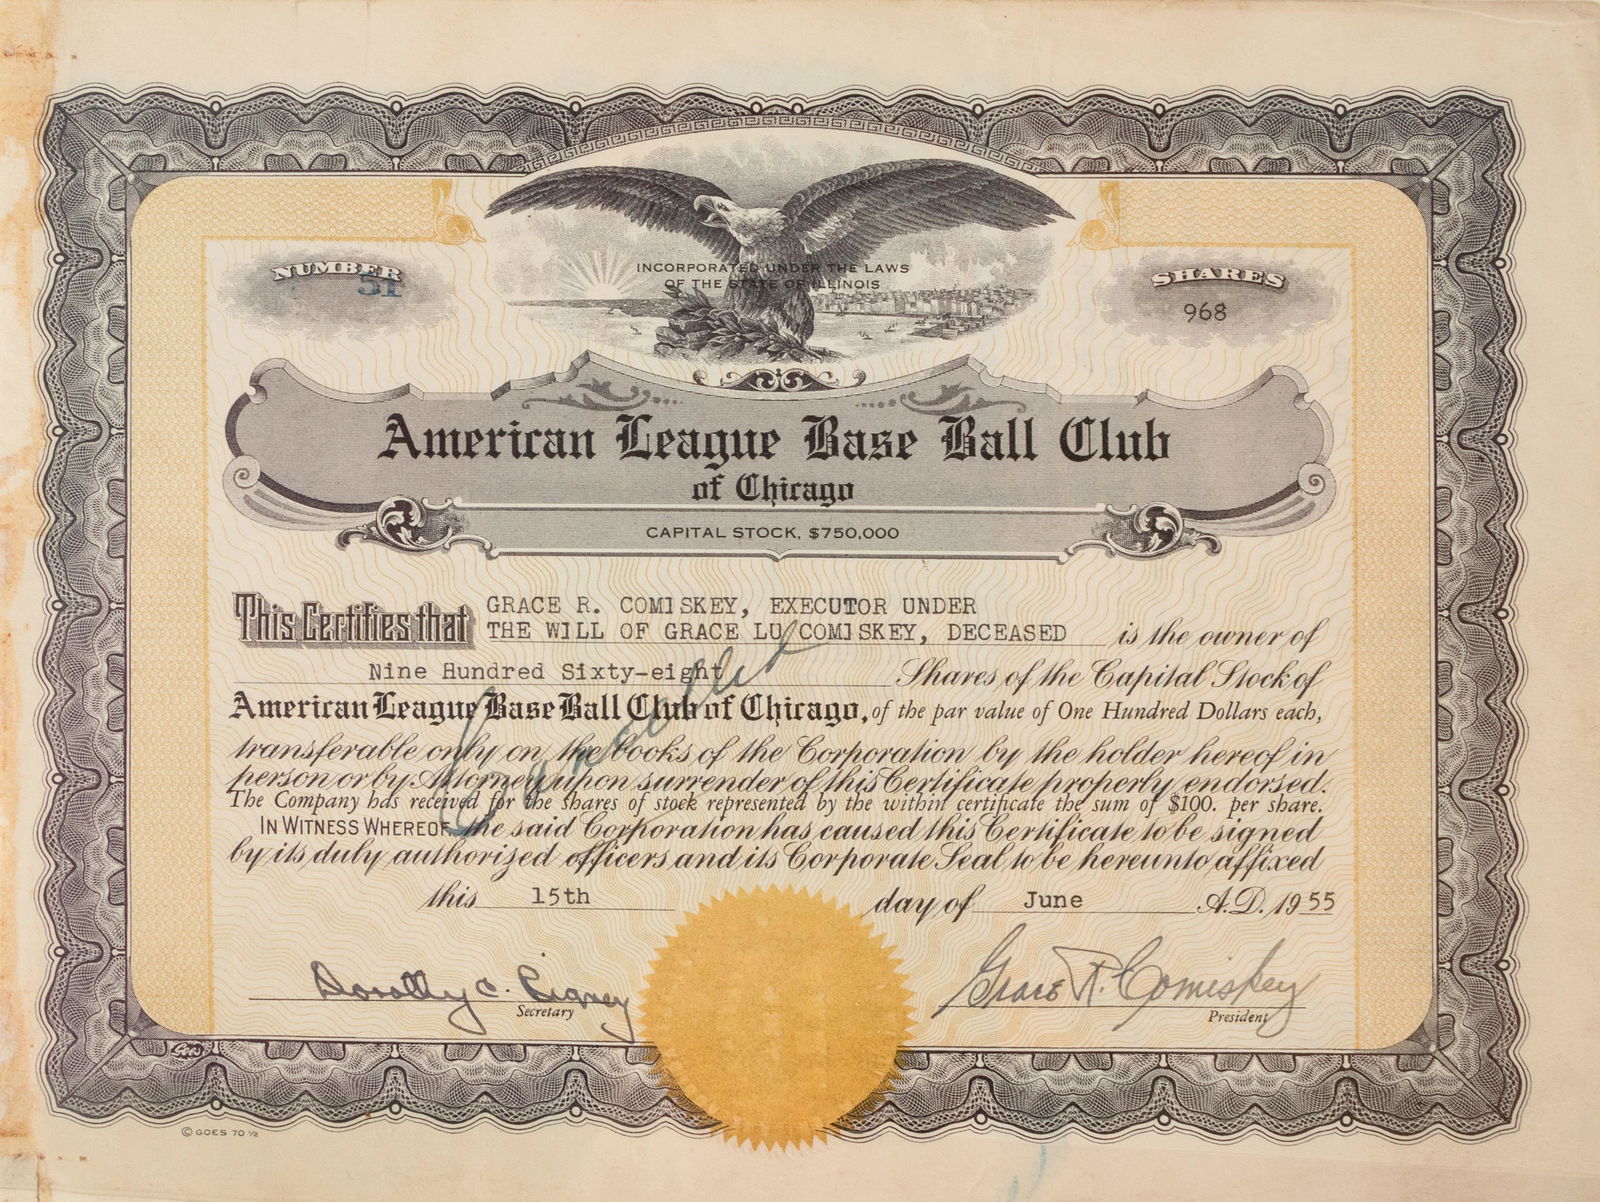 NUMBER
51
INCORPORATED UNDER THE LAWS
OF THE STATE OF ILLINOIS
SHARES
968
American League Base Ball Club
of Chicago
CAPITAL STOCK, $750,000
This Certifies that GRACE R. COMISKEY, EXECUTOR UNDER
THE WILL OF GRACE LU COMISKEY, DECEASED is the owner of
Nine Hundred Sixty-eight Shares of the Capital Stock of
American League Base Ball Club of Chicago, of the par value of One Hundred Dollars each,
transferable only on the books of the Corporation by the holder hereof in
person or by Attorney upon surrender of this Certificate properly endorsed.
The Company has received for the shares of stock represented by the within certificate the sum of $100. per share.
IN WITNESS WHEREOF, the said Corporation has caused this Certificate to be signed
by its duly authorized officers and its Corporate Seal to be hereunto affixed
this 15th day of June A.D. 1955
Cancelled
Dorothy C. Rigney
Secretary
Grace R. Comiskey
President
Goes
© GOES 70 ½